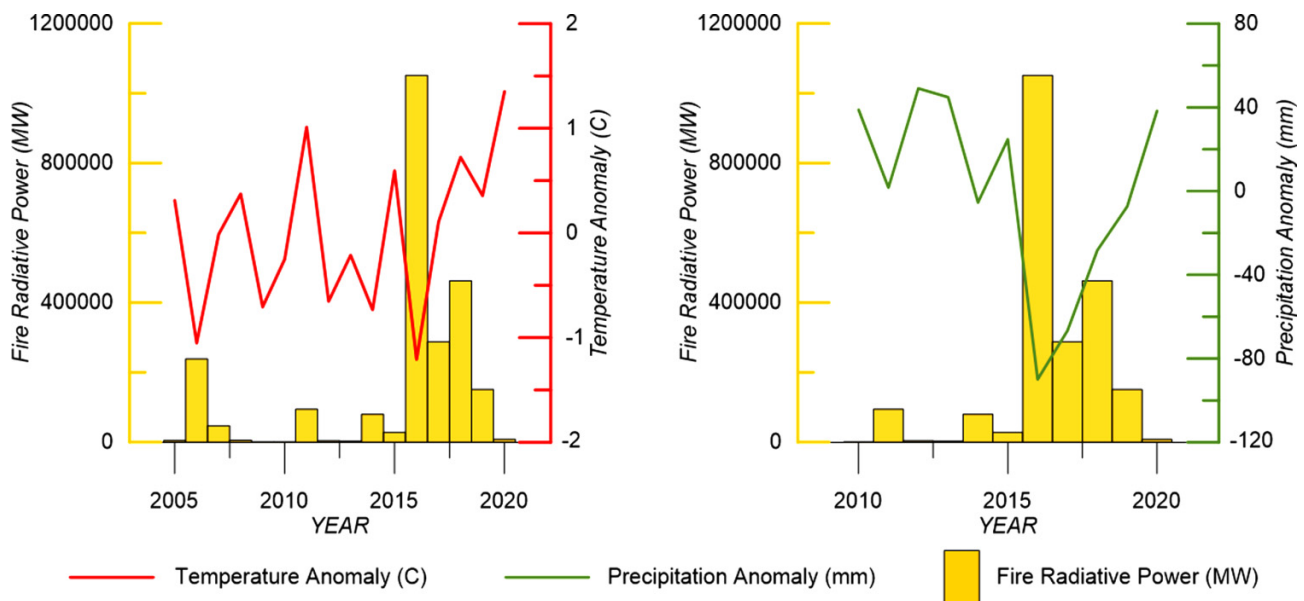 1200000
800000
400000
0
Fire Radiative Power (MW)
2
1
0
-1
-2
Temperature Anomaly (C)
2005 2010 2015 2020
YEAR
1200000
800000
400000
0
Fire Radiative Power (MW)
80
40
0
-40
-80
-120
Precipitation Anomaly (mm)
2010 2015 2020
YEAR
Temperature Anomaly (C) Precipitation Anomaly (mm) Fire Radiative Power (MW)